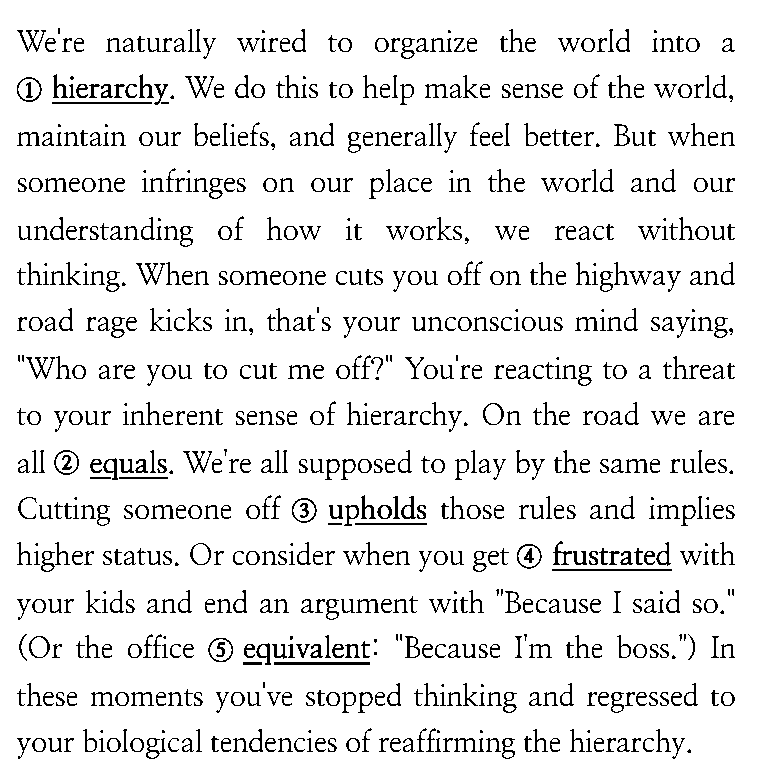 We're naturally wired to organize the world into a
① hierarchy. We do this to help make sense of the world,
maintain our beliefs, and generally feel better. But when
someone infringes on our place in the world and our
understanding of how it works, we react without
thinking. When someone cuts you off on the highway and
road rage kicks in, that's your unconscious mind saying,
"Who are you to cut me off?" You're reacting to a threat
to your inherent sense of hierarchy. On the road we are
all ② equals. We're all supposed to play by the same rules.
Cutting someone off ③ upholds those rules and implies
higher status. Or consider when you get ④ frustrated with
your kids and end an argument with "Because I said so."
(Or the office ⑤ equivalent: "Because I'm the boss.") In
these moments you've stopped thinking and regressed to
your biological tendencies of reaffirming the hierarchy.